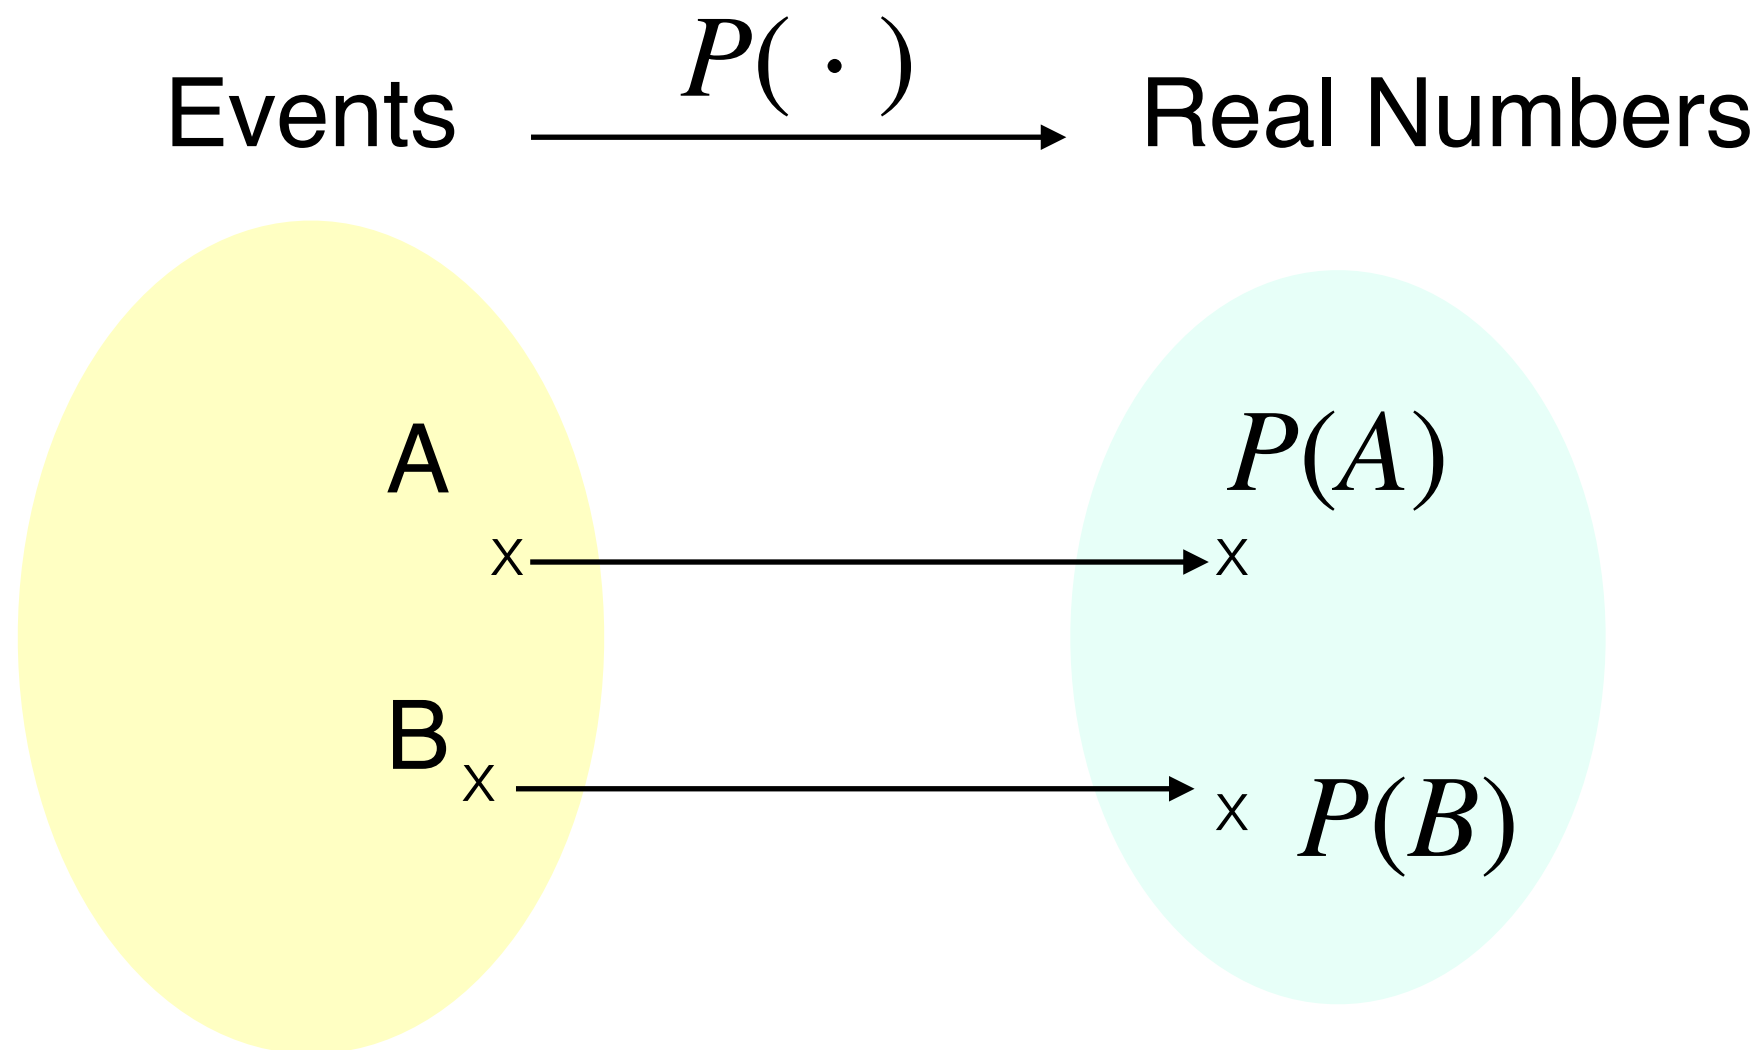 P( · )
Events Real Numbers
A P(A)
x x
B P(B)
x x